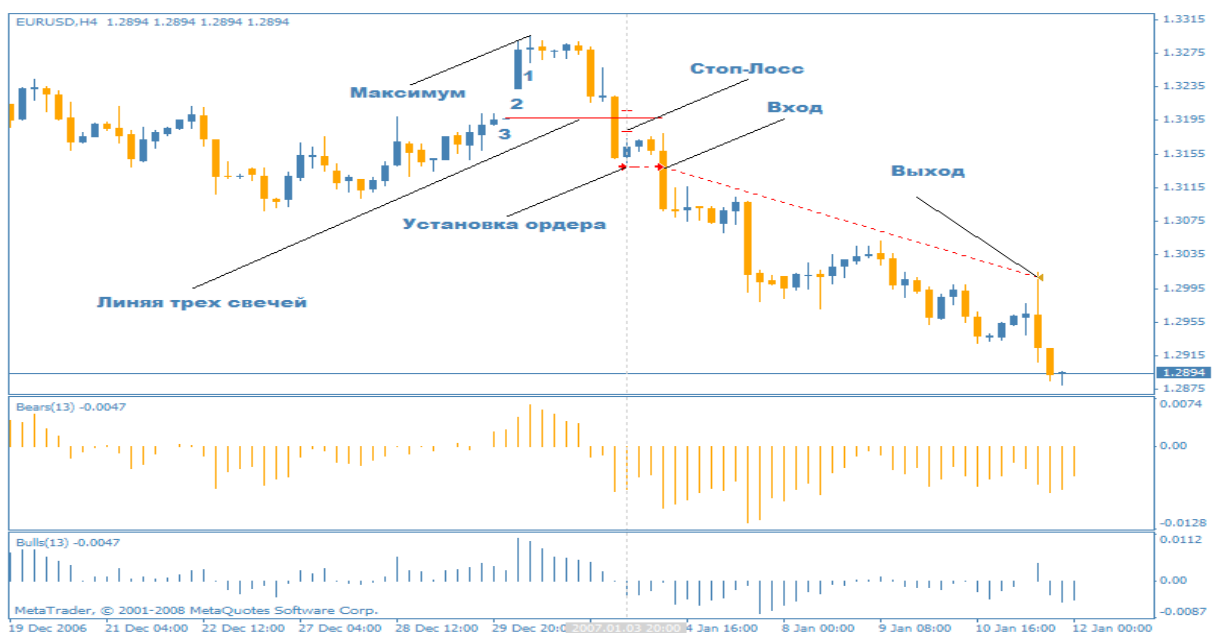 EURUSD,H4 1.2894 1.2894 1.2894 1.2894
1.3315
1.3275
Максимум
1
2
3
Стоп-Лосс
Вход
1.3235
1.3195
1.3155
Выход
Установка ордера
Линяя трех свечей
1.3115
1.3075
1.3035
1.2995
1.2955
1.2915
1.2894
1.2875
Bears(13) -0.0047
0.0074
0.00
-0.0128
Bulls(13) -0.0047
0.0112
0.00
-0.0087
MetaTrader, © 2001-2008 MetaQuotes Software Corp.
19 Dec 2006 21 Dec 04:00 22 Dec 12:00 27 Dec 04:00 28 Dec 12:00 29 Dec 20:0 2007.01.03 20:00 4 Jan 16:00 8 Jan 00:00 9 Jan 08:00 10 Jan 16:00 12 Jan 00:00